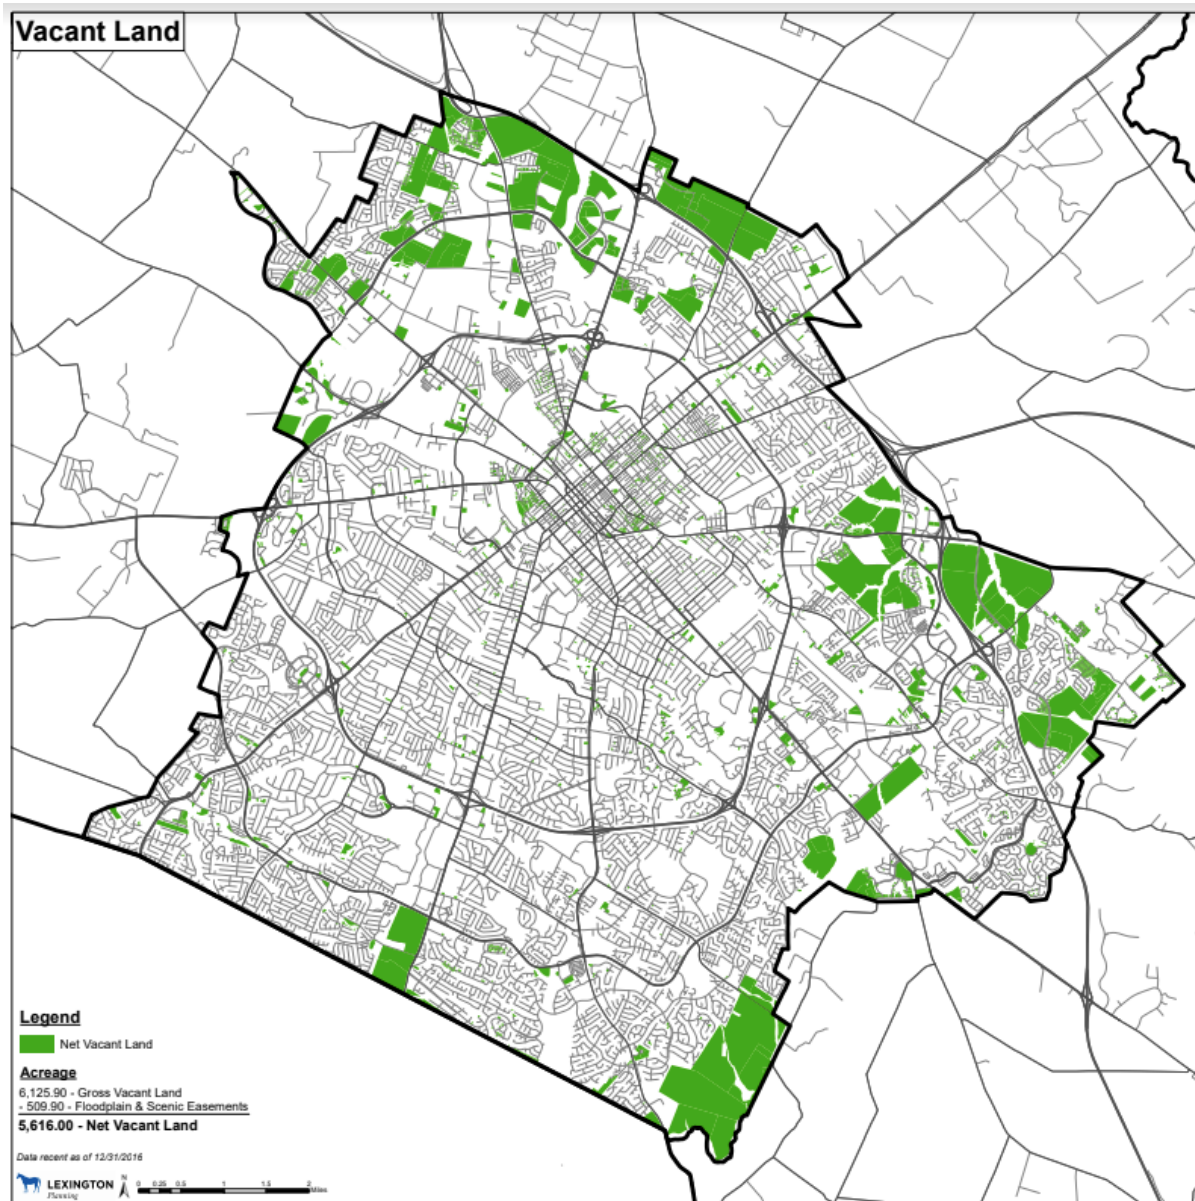 Vacant Land
Legend
Net Vacant Land
Acreage
6,125.90 - Gross Vacant Land
- 509.90 - Floodplain & Scenic Easements
5,616.00 - Net Vacant Land
Data recent as of 12/31/2016
LEXINGTON
Planning
N
0 0.25 0.5 1 1.5 2
Miles